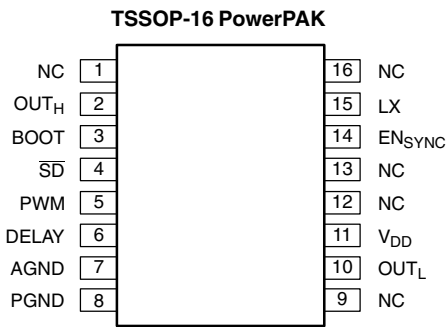 TSSOP-16 PowerPAK
NC 1 16 NC
OUTH 2 15 LX
BOOT 3 14 ENSYNC
S̅D̅ 4 13 NC
PWM 5 12 NC
DELAY 6 11 VDD
AGND 7 10 OUTL
PGND 8 9 NC